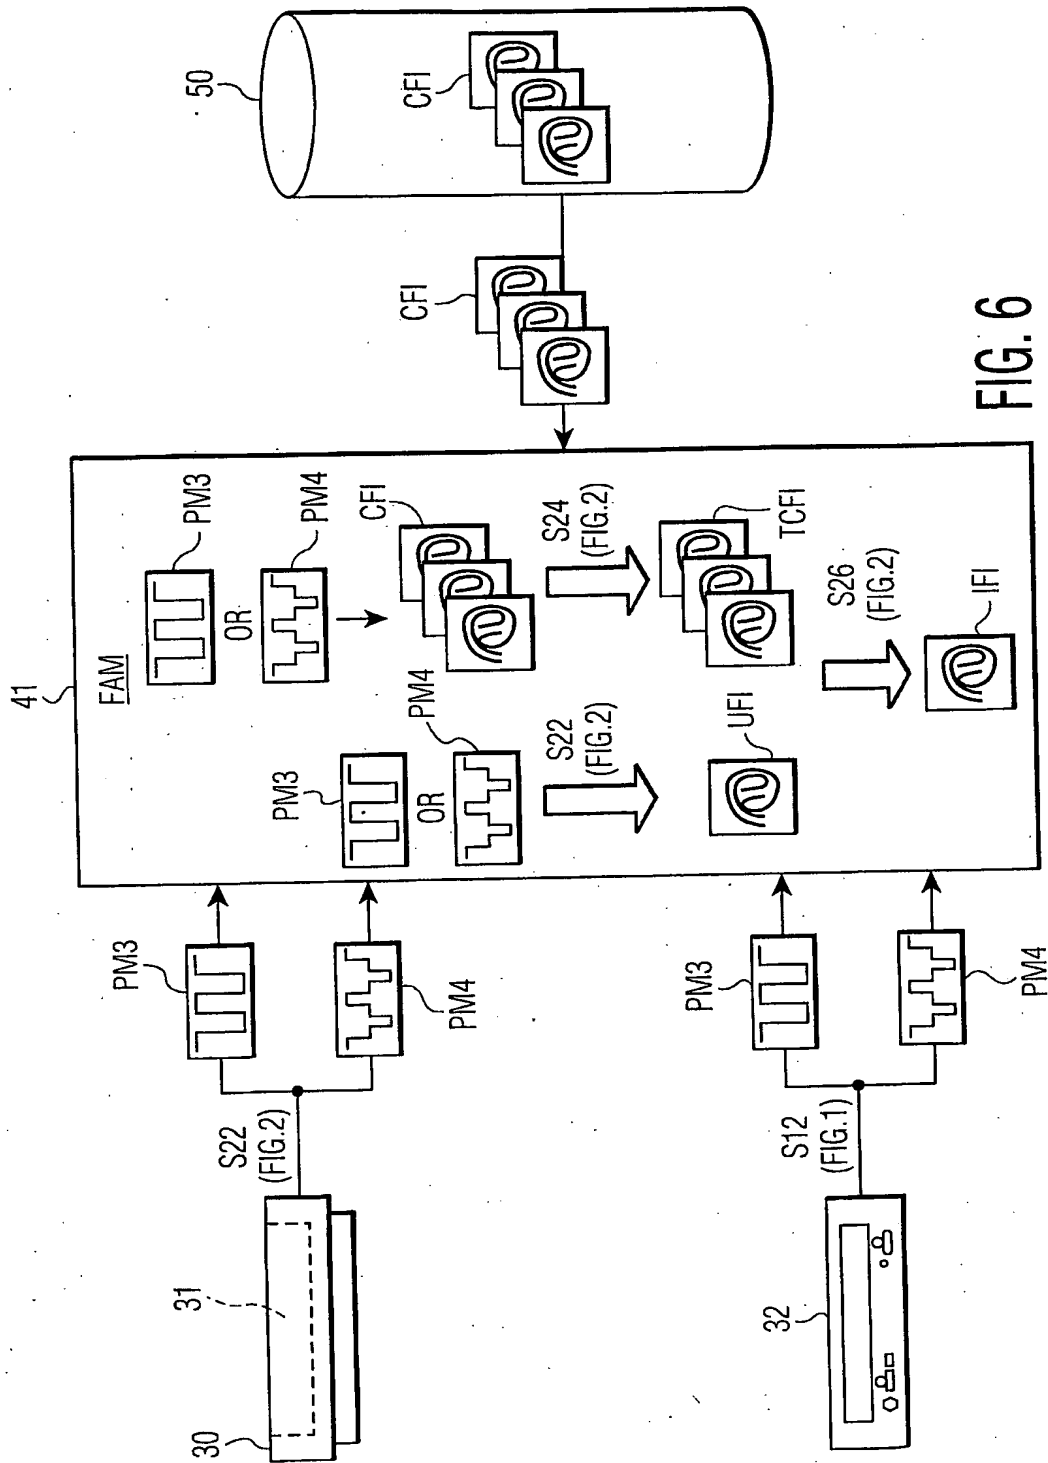 50
CFI
CFI
41
FAM
PM3
OR
PM4
CFI
S24
(FIG.2)
TCFI
S26
(FIG.2)
IFI
PM3
OR
PM4
S22
(FIG.2)
UFI
PM3
PM4
S22
(FIG.2)
31
30
PM3
PM4
S12
(FIG.1)
32
FIG. 6